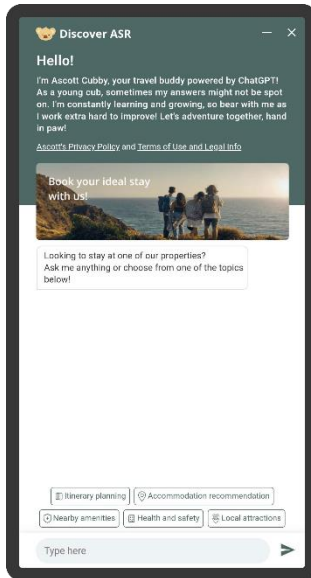 Discover ASR
Hello!
I'm Ascott Cubby, your travel buddy powered by ChatGPT!
As a young cub, sometimes my answers might not be spot
on. I'm constantly learning and growing, so bear with me as
I work extra hard to improve! Let's adventure together, hand
in paw!
Ascott's Privacy Policy and Terms of Use and Legal Info
Book your ideal stay
with us!
Looking to stay at one of our properties?
Ask me anything or choose from one of the topics
below!
Itinerary planning Accommodation recommendation
Nearby amenities Health and safety Local attractions
Type here